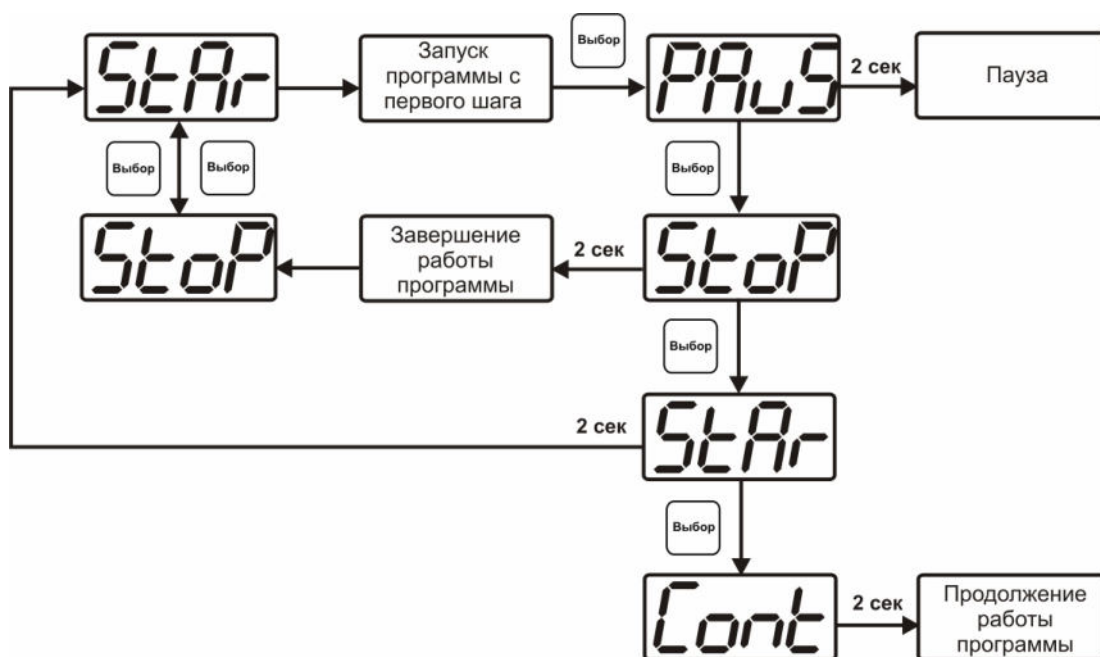 StAr
Запуск
программы с
первого шага
Выбор
PAuS
2 сек
Пауза
Выбор
Выбор
Выбор
StoP
Завершение
работы
программы
2 сек
StoP
Выбор
2 сек
StAr
Выбор
Cont
2 сек
Продолжение
работы
программы